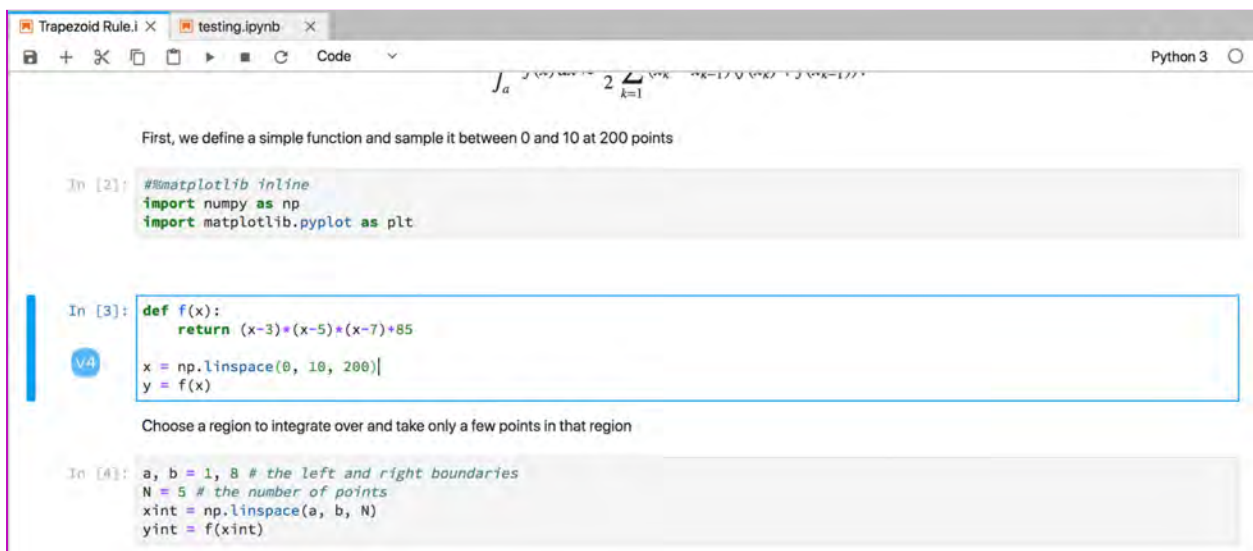 Trapezoid Rule.i testing.ipynb
Code Python 3
2 k=1
First, we define a simple function and sample it between 0 and 10 at 200 points
In [2]: #%matplotlib inline
import numpy as np
import matplotlib.pyplot as plt
In [3]: def f(x):
return (x-3)*(x-5)*(x-7)+85
v4
x = np.linspace(0, 10, 200)
y = f(x)
Choose a region to integrate over and take only a few points in that region
In [4]: a, b = 1, 8 # the left and right boundaries
N = 5 # the number of points
xint = np.linspace(a, b, N)
yint = f(xint)